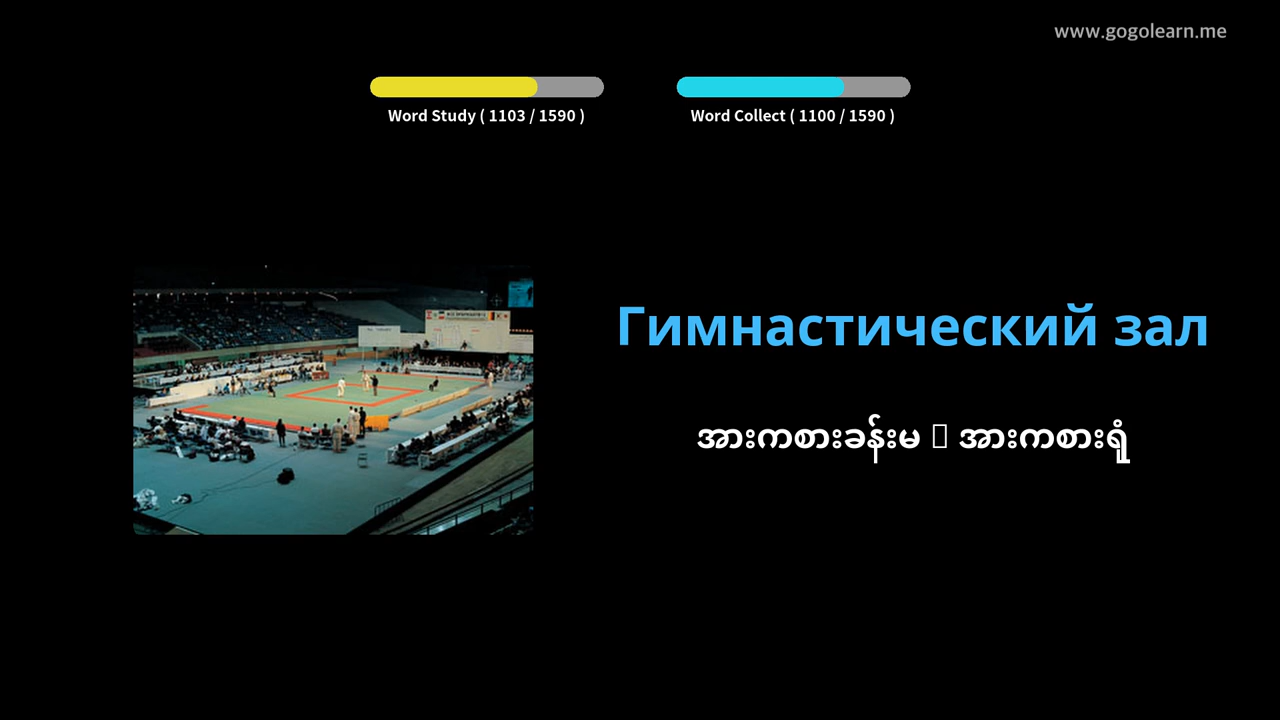 www.gogolearn.me
Word Study ( 1103 / 1590 )
Word Collect ( 1100 / 1590 )
Гимнастический зал
အားကစားခန်းမ ၊ အားကစားရုံ